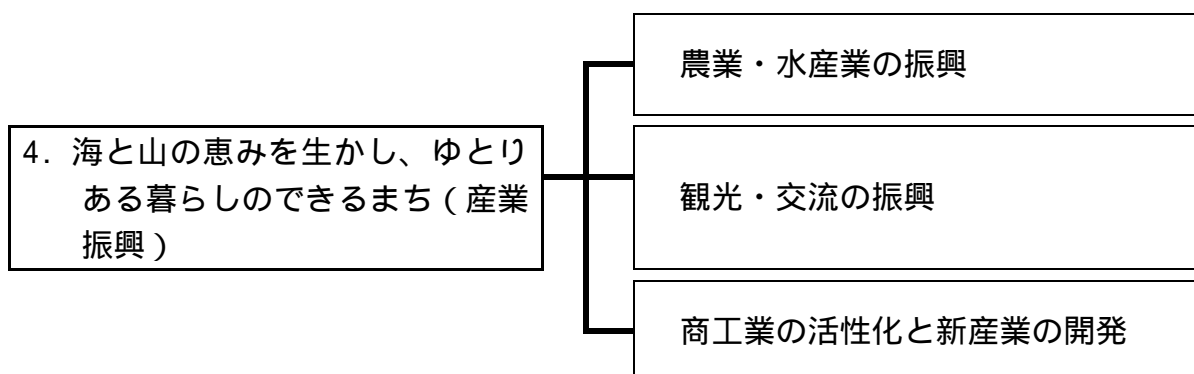 4. 海と山の恵みを生かし、ゆとり
ある暮らしのできるまち（産業
振興）
農業・水産業の振興
観光・交流の振興
商工業の活性化と新産業の開発